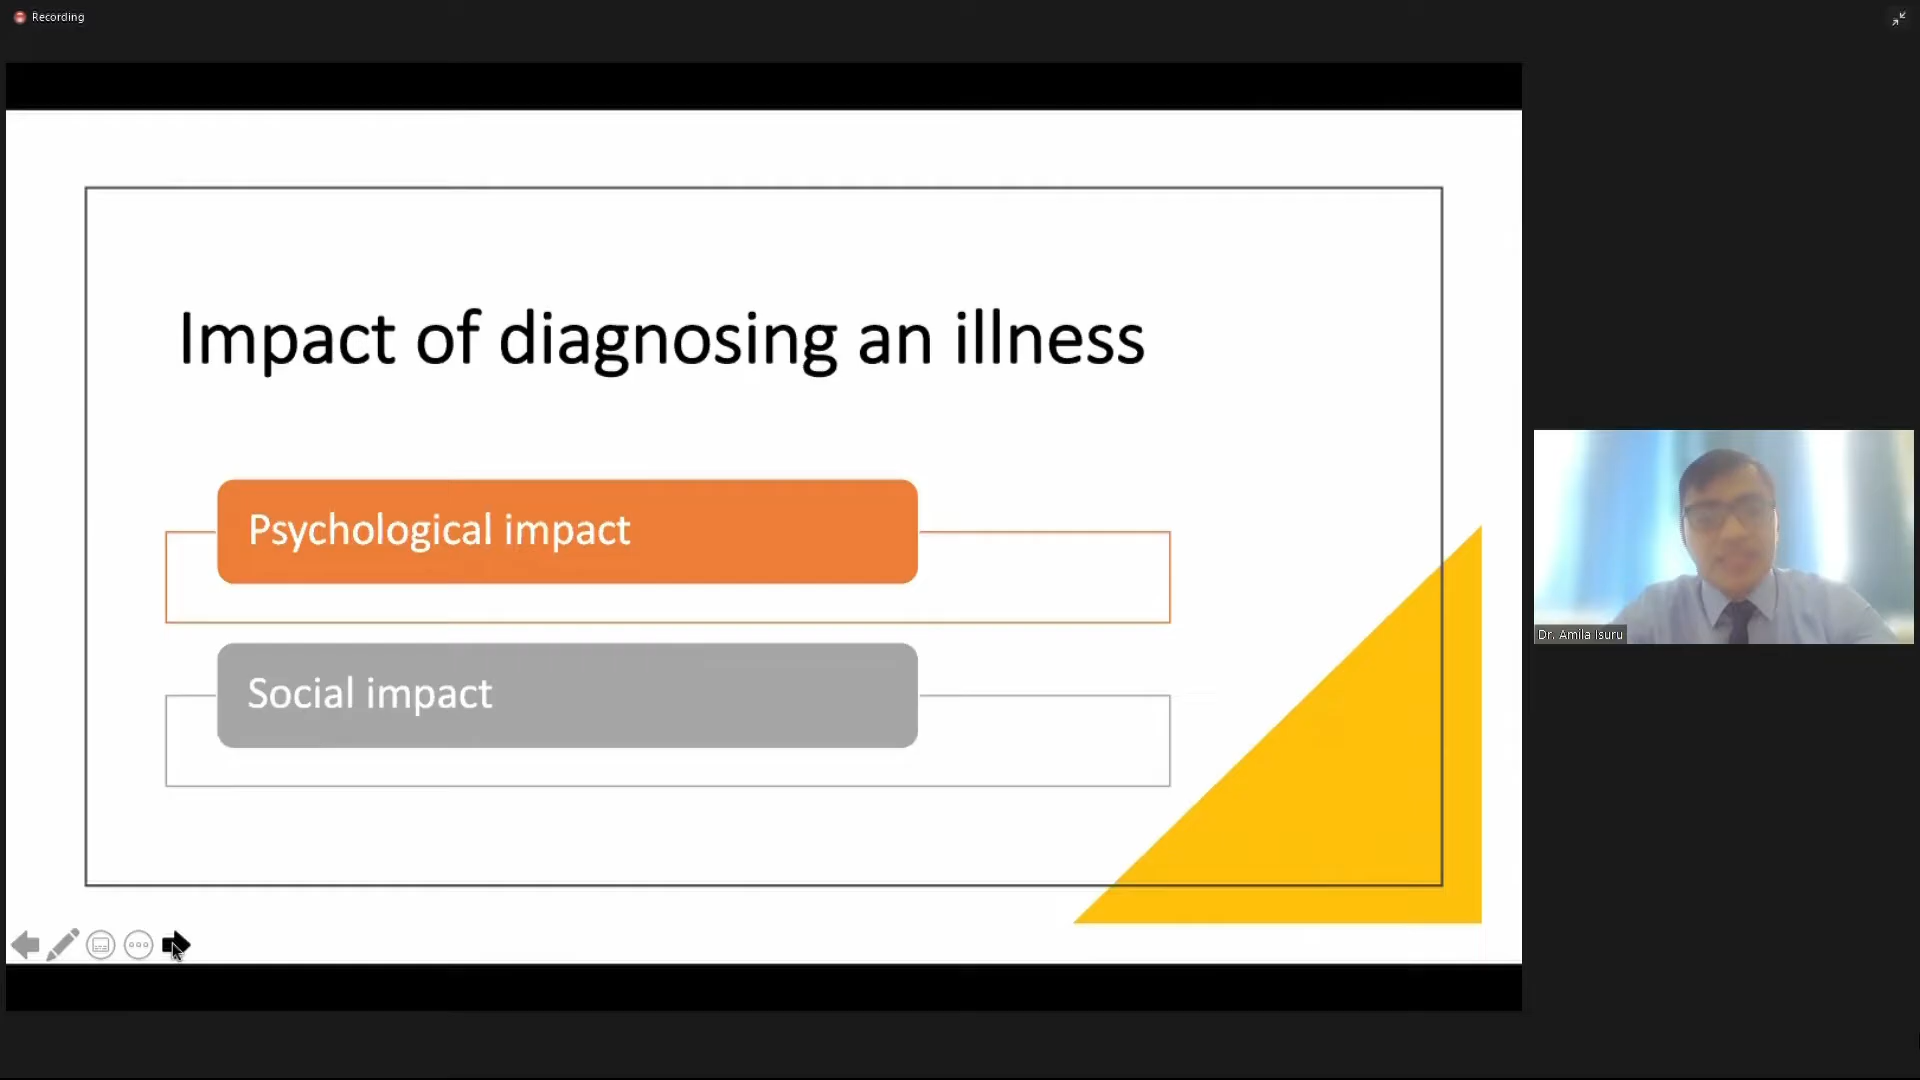 Recording
Impact of diagnosing an illness
Psychological impact
Social impact
Dr. Amila Isuru